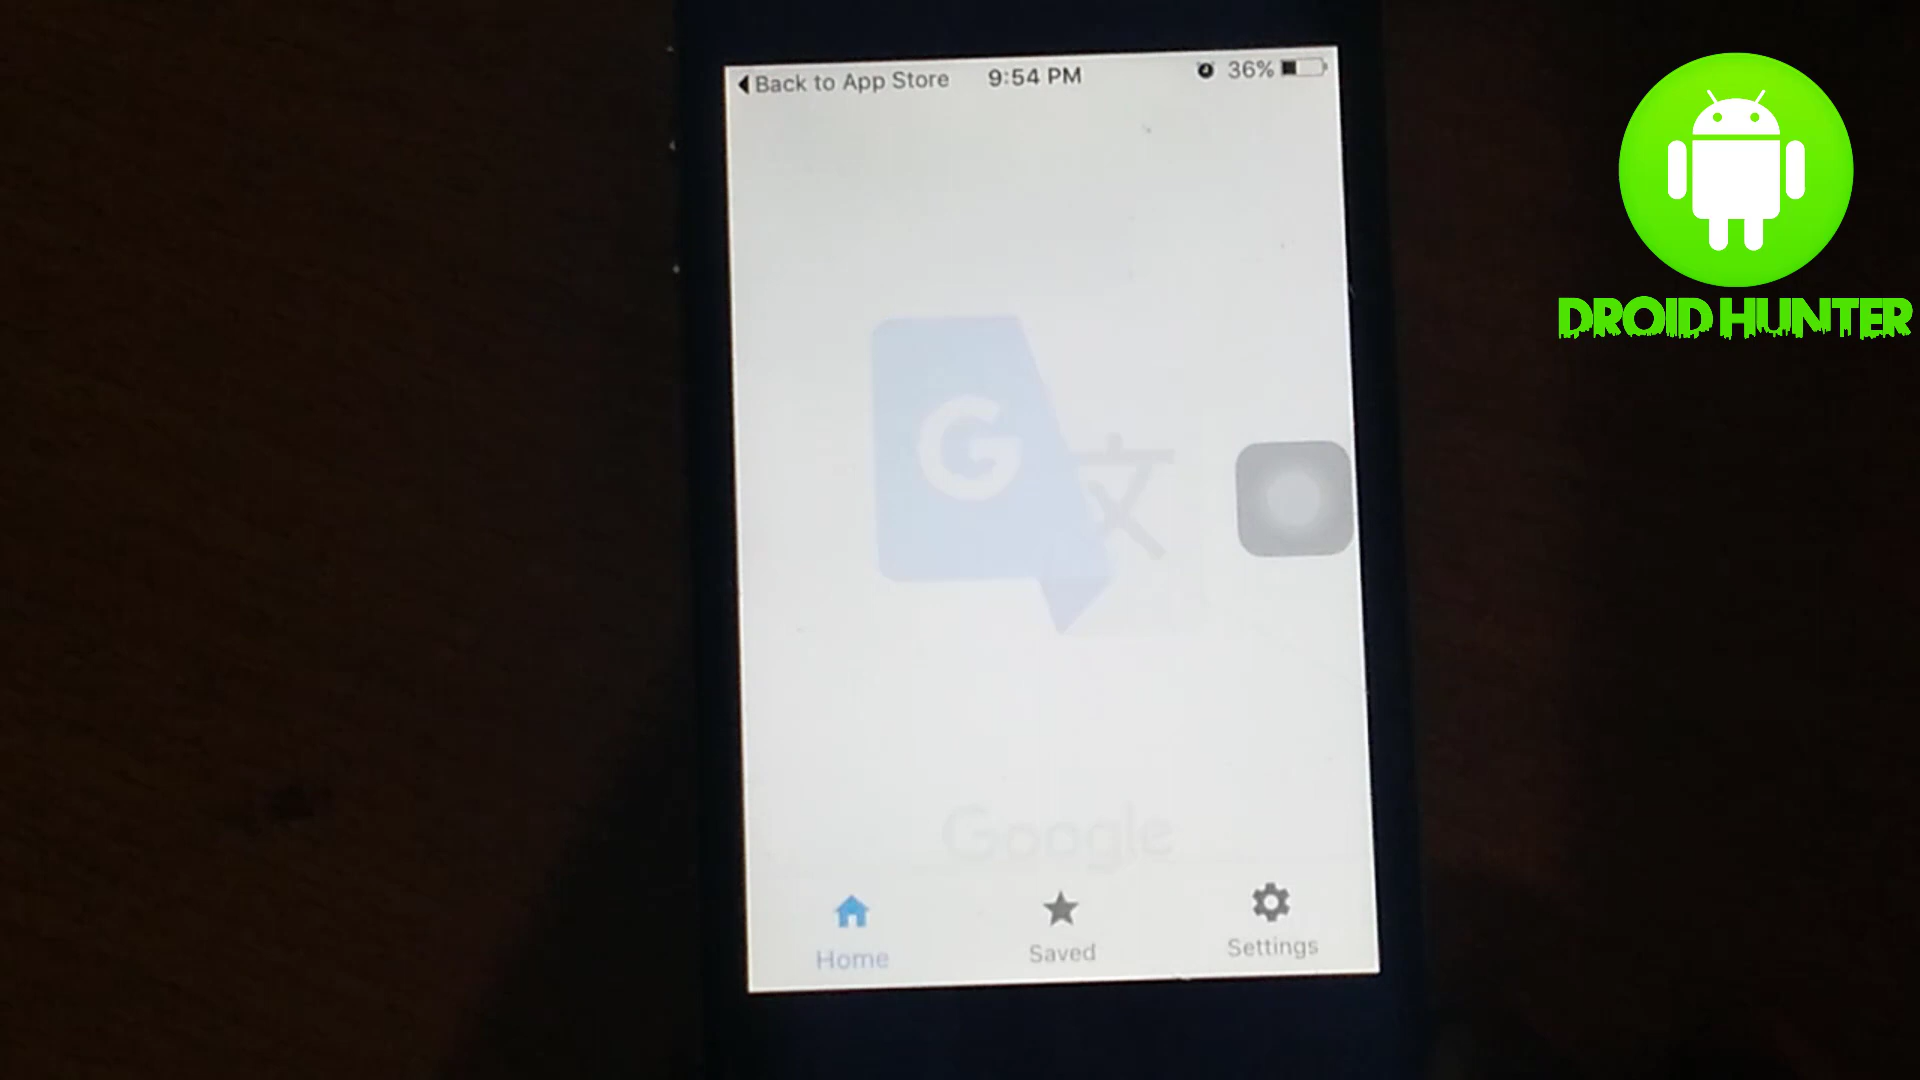 Back to App Store 9:54 PM 36%
DROID HUNTER
G
文
Google
Home Saved Settings